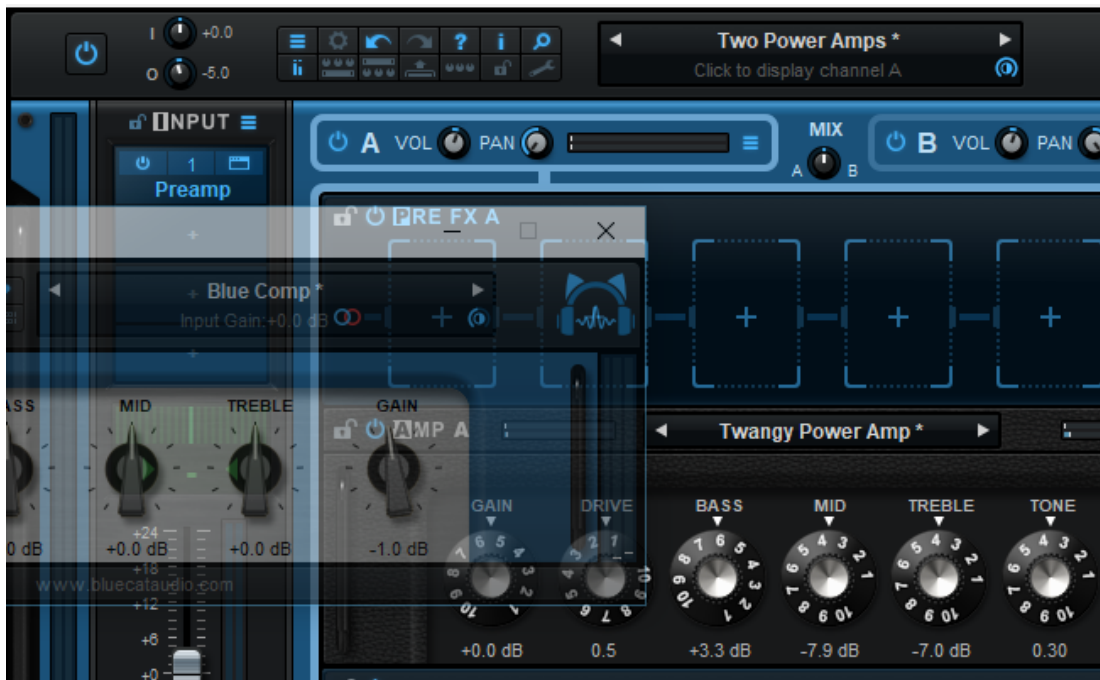 I +0.0
O -5.0
? i
Two Power Amps *
Click to display channel A
INPUT
1
Preamp
A VOL PAN
MIX
A B
B VOL PAN
PRE FX A
Blue Comp *
Input Gain:+0.0 dB
MID TREBLE GAIN
+0.0 dB +0.0 dB -1.0 dB
www.bluecataudio.com
+24
+18
+12
+6
+0
AMP A
Twangy Power Amp *
GAIN DRIVE BASS MID TREBLE TONE
+0.0 dB 0.5 +3.3 dB -7.9 dB -7.0 dB 0.30